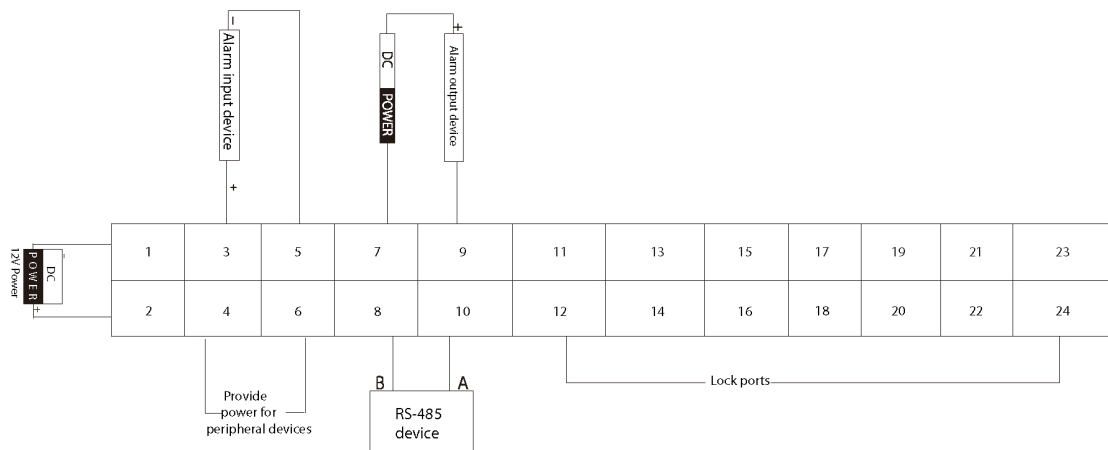 −
Alarm input device
+
DC
POWER
+
Alarm output device
12V Power
POWER
DC
-
+
1 3 5 7 9 11 13 15 17 19 21 23
2 4 6 8 10 12 14 16 18 20 22 24
Provide
power for
peripheral devices
B A
RS-485
device
Lock ports